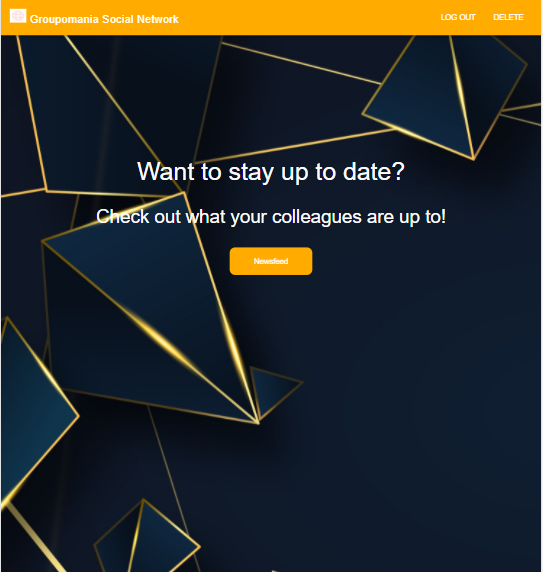 Groupomania Social Network
LOG OUT
DELETE
Want to stay up to date?
Check out what your colleagues are up to!
Newsfeed